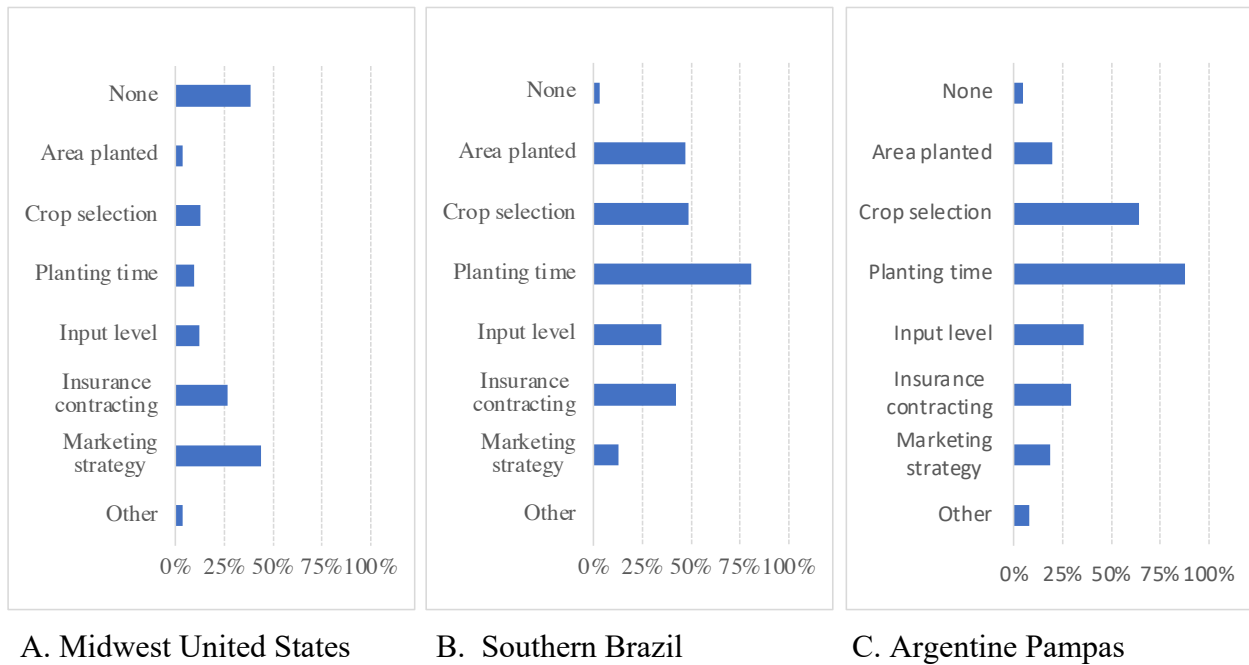 None
Area planted
Crop selection
Planting time
Input level
Insurance
contracting
Marketing
strategy
Other
0% 25% 50% 75% 100%
A. Midwest United States
None
Area planted
Crop selection
Planting time
Input level
Insurance
contracting
Marketing
strategy
Other
0% 25% 50% 75% 100%
B. Southern Brazil
None
Area planted
Crop selection
Planting time
Input level
Insurance
contracting
Marketing
strategy
Other
0% 25% 50% 75% 100%
C. Argentine Pampas